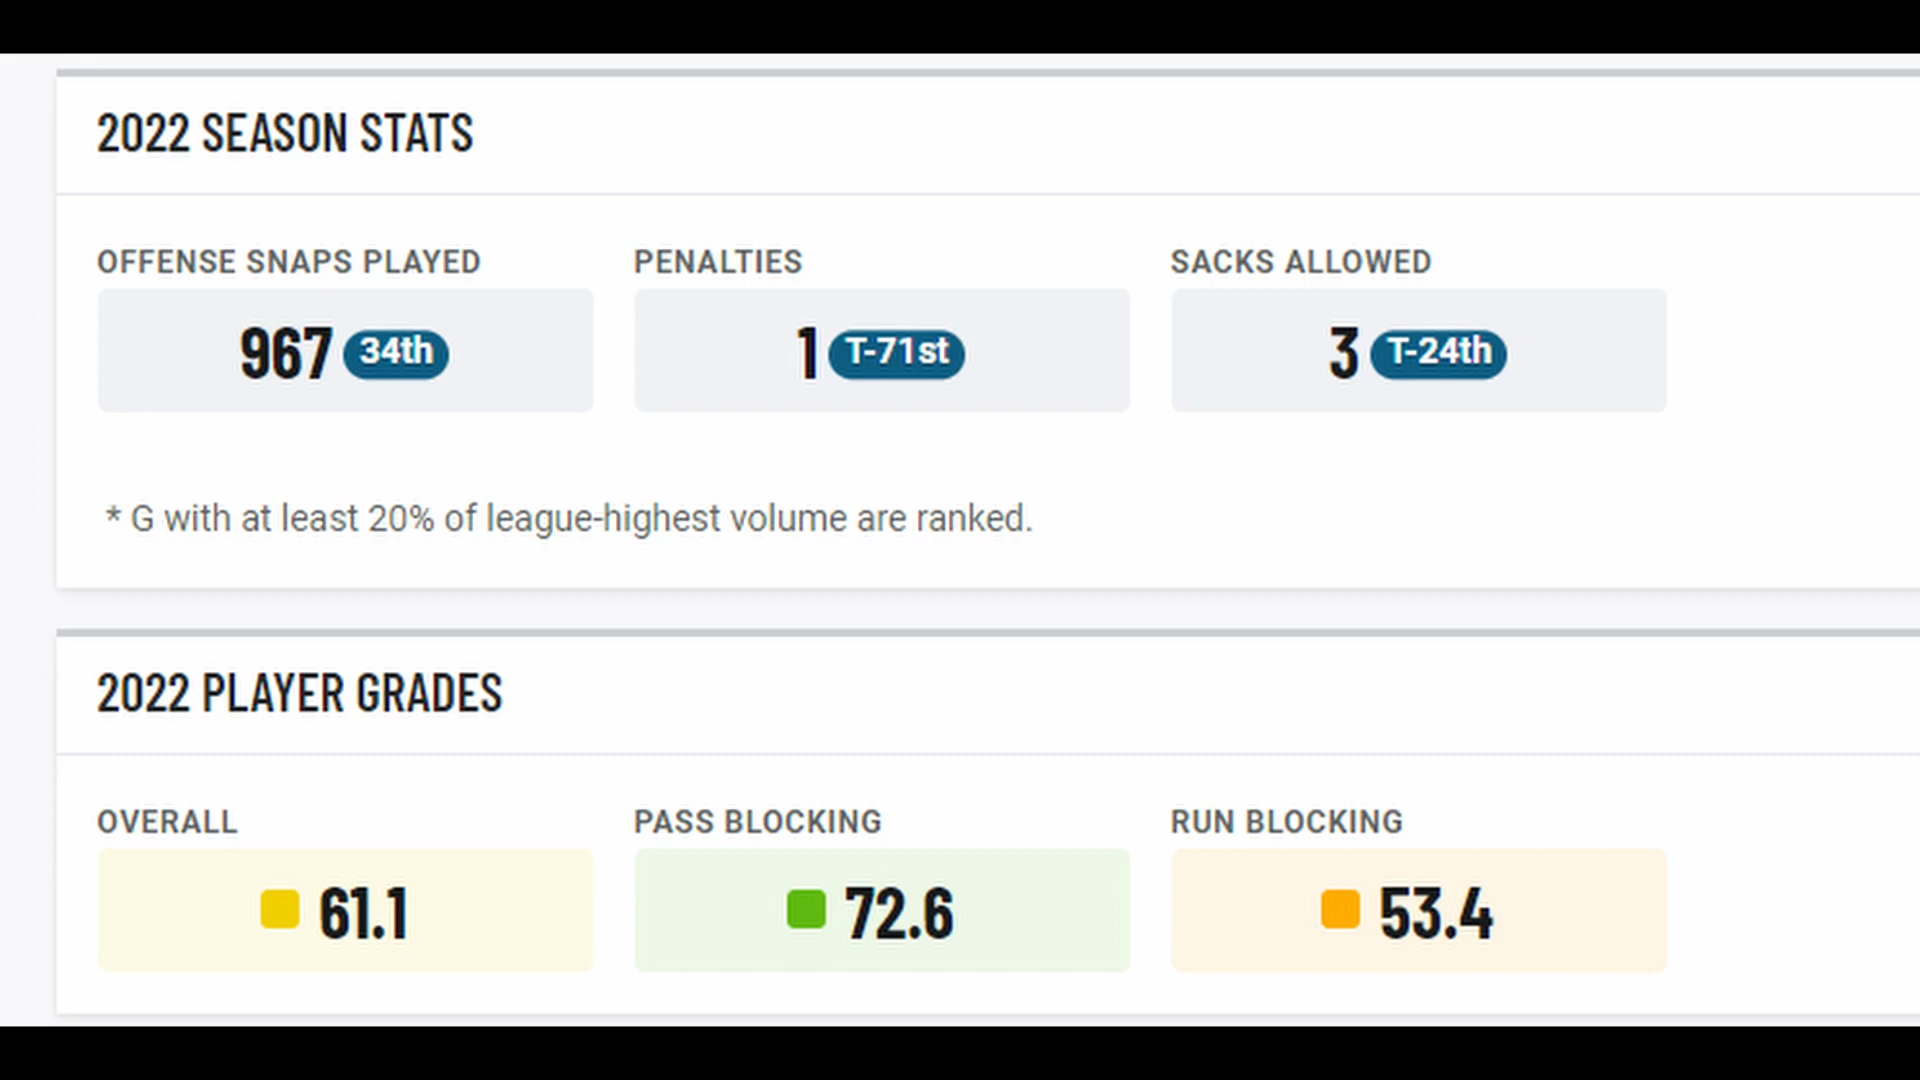 2022 SEASON STATS
OFFENSE SNAPS PLAYED PENALTIES SACKS ALLOWED
967 34th 1 T-71st 3 T-24th
* G with at least 20% of league-highest volume are ranked.
2022 PLAYER GRADES
OVERALL PASS BLOCKING RUN BLOCKING
61.1 72.6 53.4